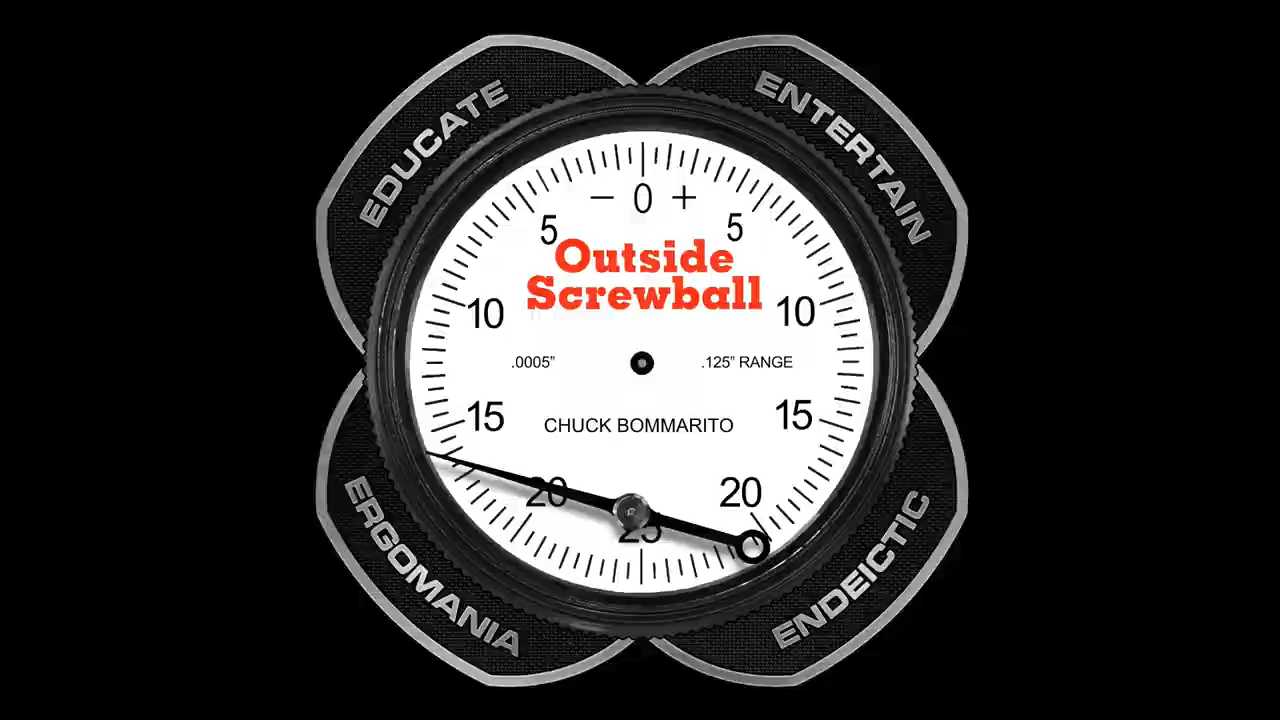 EDUCATE
ENTERTAIN
− 0 +
5 5
Outside
Screwball
10 10
.0005” .125” RANGE
15 15
CHUCK BOMMARITO
20 20
25
ERGOMANIA
ENDEICTIC